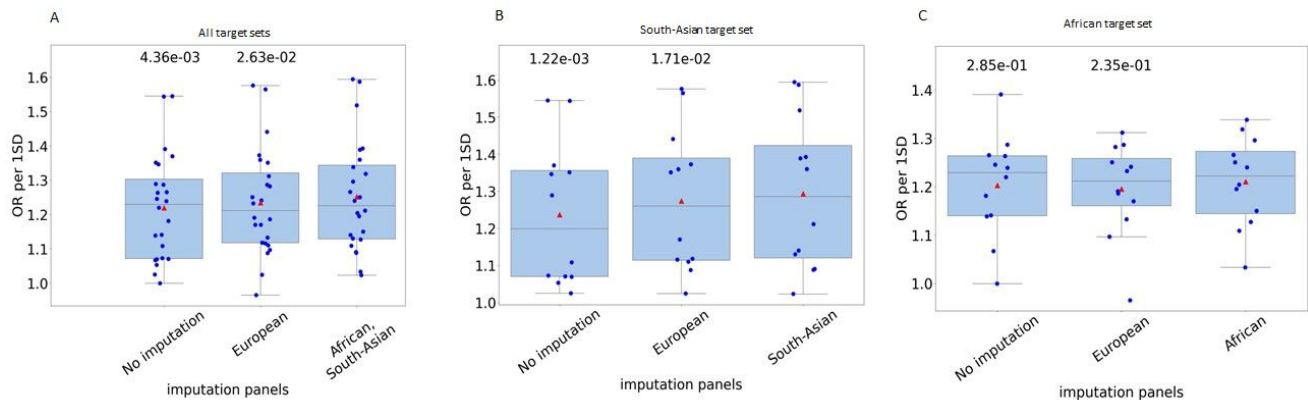 A
All target sets
4.36e-03 2.63e-02
1.6
1.5
1.4
1.3
1.2
1.1
1.0
OR per 1SD
No imputation
European
African,
South-Asian
imputation panels
B
South-Asian target set
1.22e-03 1.71e-02
1.6
1.5
1.4
1.3
1.2
1.1
1.0
OR per 1SD
No imputation
European
South-Asian
imputation panels
C
African target set
2.85e-01 2.35e-01
1.4
1.3
1.2
1.1
1.0
OR per 1SD
No imputation
European
African
imputation panels